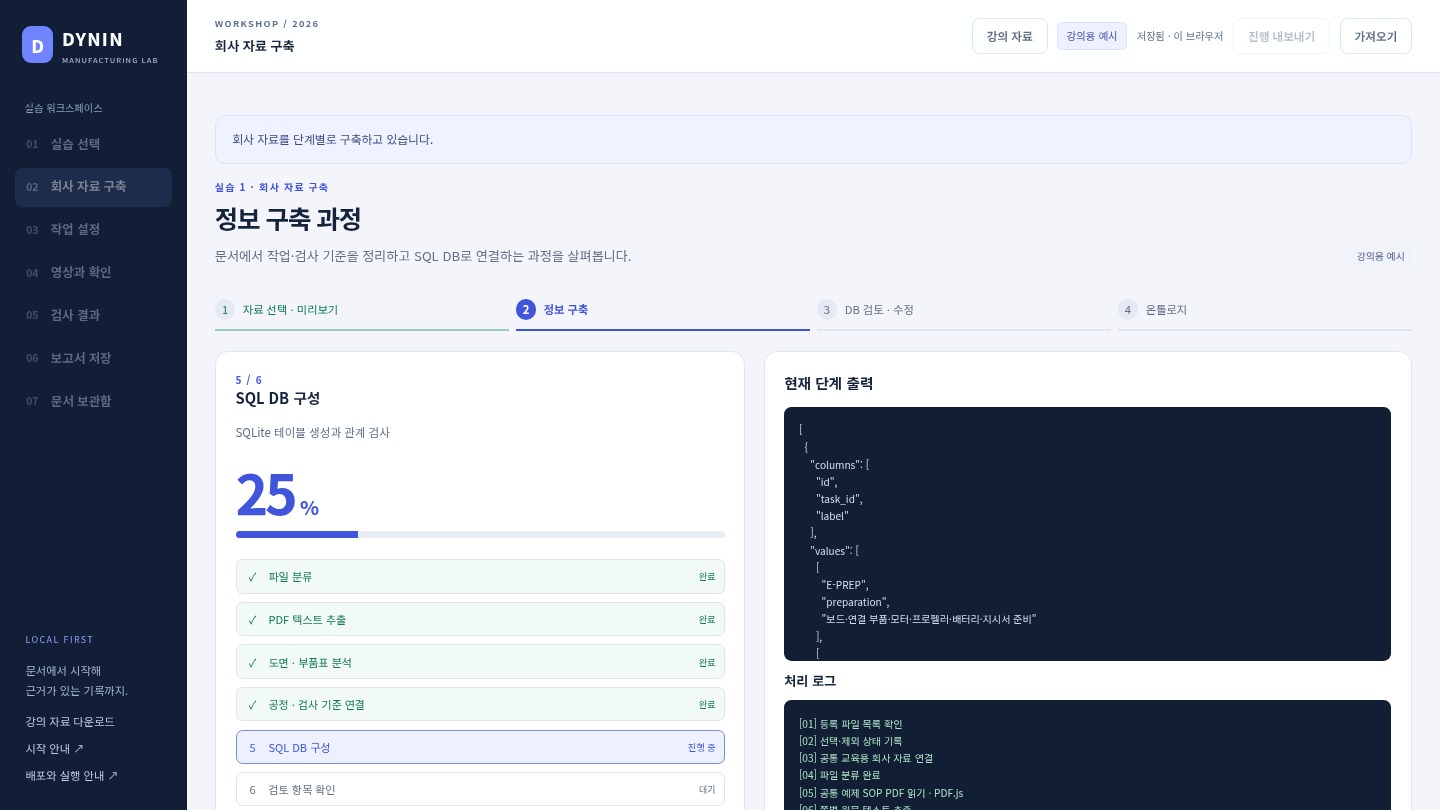 D
DYNIN
MANUFACTURING LAB
실습 워크스페이스
01 실습 선택
02 회사 자료 구축
03 작업 설정
04 영상과 확인
05 검사 결과
06 보고서 저장
07 문서 보관함
LOCAL FIRST
문서에서 시작해
근거가 있는 기록까지.
강의 자료 다운로드
시작 안내 ↗
배포와 실행 안내 ↗
WORKSHOP / 2026
회사 자료 구축
강의 자료
강의용 예시
저장됨 · 이 브라우저
진행 내보내기
가져오기
회사 자료를 단계별로 구축하고 있습니다.
실습 1 · 회사 자료 구축
정보 구축 과정
문서에서 작업·검사 기준을 정리하고 SQL DB로 연결하는 과정을 살펴봅니다.
강의용 예시
1 자료 선택 · 미리보기
2 정보 구축
3 DB 검토 · 수정
4 온톨로지
5 / 6
SQL DB 구성
SQLite 테이블 생성과 관계 검사
25 %
✓ 파일 분류 완료
✓ PDF 텍스트 추출 완료
✓ 도면 · 부품표 분석 완료
✓ 공정 · 검사 기준 연결 완료
5 SQL DB 구성 진행 중
6 검토 항목 확인 대기
현재 단계 출력
[
{
"columns": [
"id",
"task_id",
"label"
],
"values": [
[
"E-PREP",
"preparation",
"보드·연결 부품·모터·프로펠러·배터리·지시서 준비"
],
[
처리 로그
[01] 등록 파일 목록 확인
[02] 선택·제외 상태 기록
[03] 공통 교육용 회사 자료 연결
[04] 파일 분류 완료
[05] 공통 예제 SOP PDF 읽기 · PDF.js
[06] 쪽별 원문 텍스트 추출